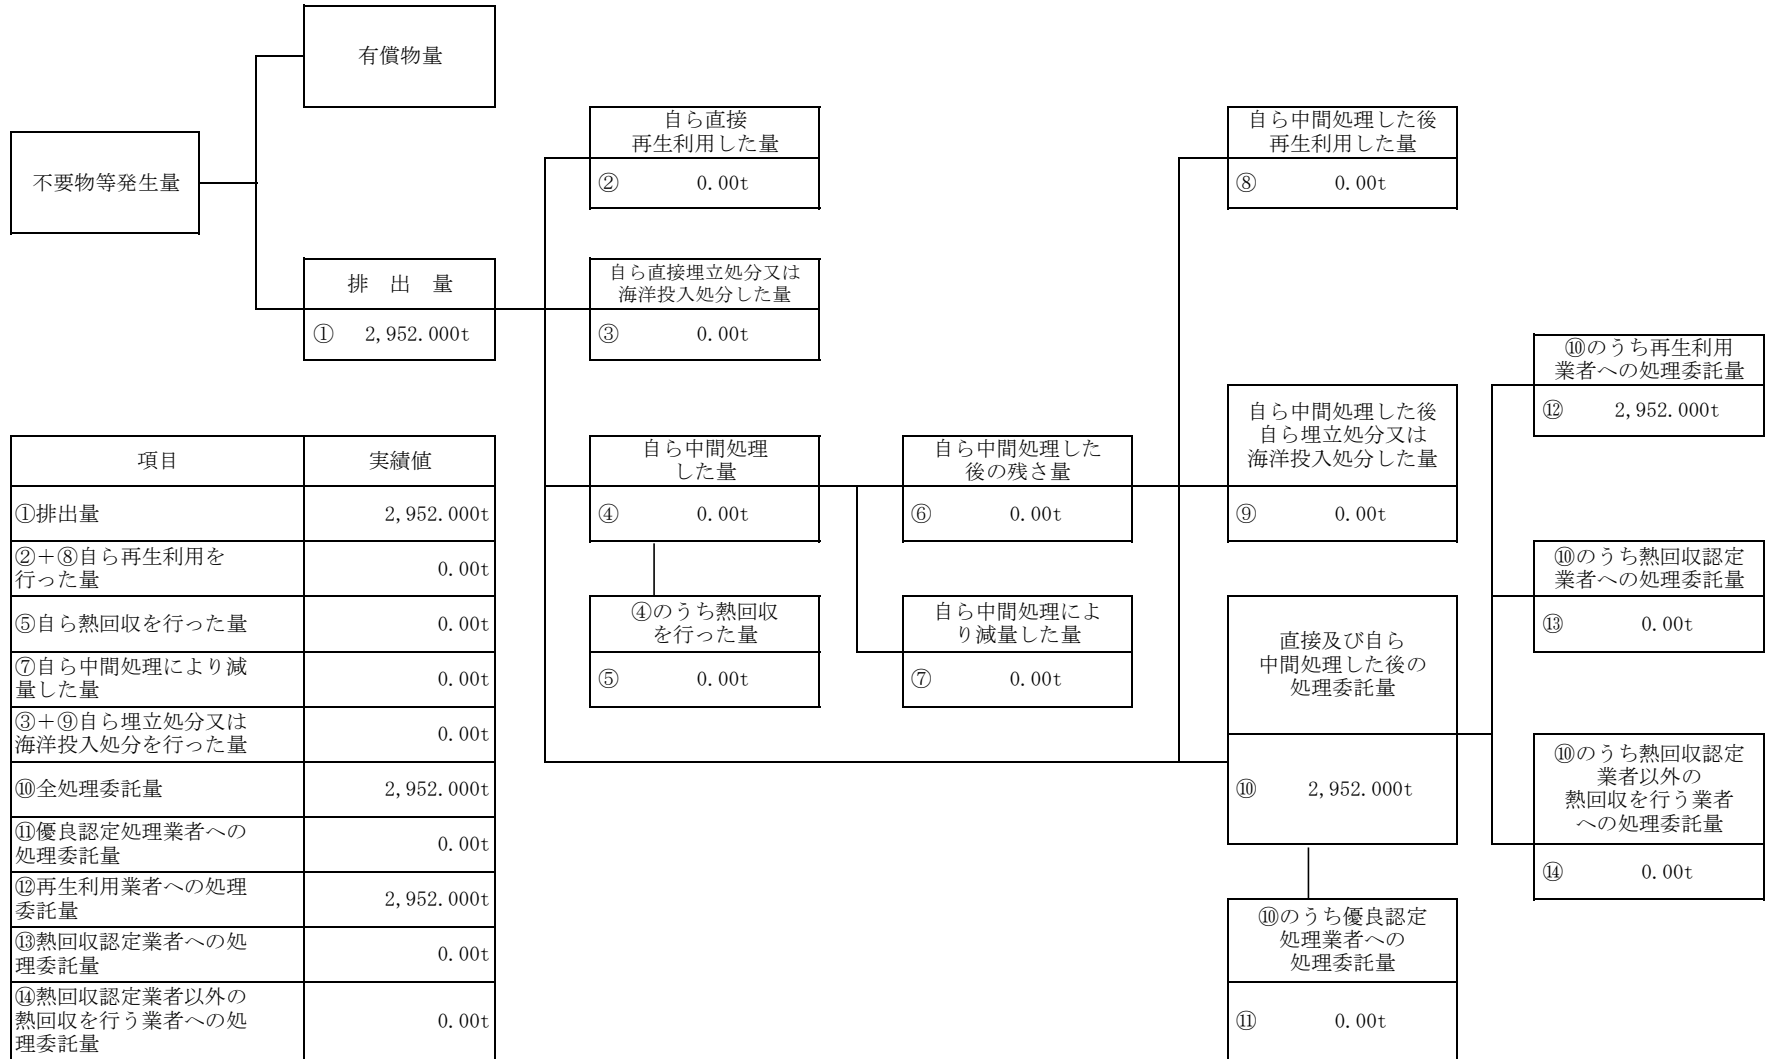 有償物量
不要物等発生量
排 出 量
① 2,952.000t
自ら直接
再生利用した量
② 0.00t
自ら直接埋立処分又は
海洋投入処分した量
③ 0.00t
自ら中間処理
した量
④ 0.00t
④のうち熱回収
を行った量
⑤ 0.00t
自ら中間処理した
後の残さ量
⑥ 0.00t
自ら中間処理によ
り減量した量
⑦ 0.00t
自ら中間処理した後
再生利用した量
⑧ 0.00t
自ら中間処理した後
自ら埋立処分又は
海洋投入処分した量
⑨ 0.00t
直接及び自ら
中間処理した後の
処理委託量
⑩ 2,952.000t
⑩のうち優良認定
処理業者への
処理委託量
⑪ 0.00t
⑩のうち再生利用
業者への処理委託量
⑫ 2,952.000t
⑩のうち熱回収認定
業者への処理委託量
⑬ 0.00t
⑩のうち熱回収認定
業者以外の
熱回収を行う業者
への処理委託量
⑭ 0.00t
項目 実績値
①排出量 2,952.000t
②+⑧自ら再生利用を
行った量 0.00t
⑤自ら熱回収を行った量 0.00t
⑦自ら中間処理により減
量した量 0.00t
③+⑨自ら埋立処分又は
海洋投入処分を行った量 0.00t
⑩全処理委託量 2,952.000t
⑪優良認定処理業者への
処理委託量 0.00t
⑫再生利用業者への処理
委託量 2,952.000t
⑬熱回収認定業者への処
理委託量 0.00t
⑭熱回収認定業者以外の
熱回収を行う業者への処
理委託量 0.00t